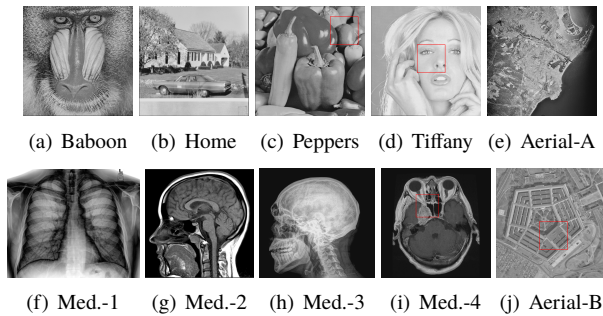 (a) Baboon (b) Home (c) Peppers (d) Tiffany (e) Aerial-A
(f) Med.-1 (g) Med.-2 (h) Med.-3 (i) Med.-4 (j) Aerial-B